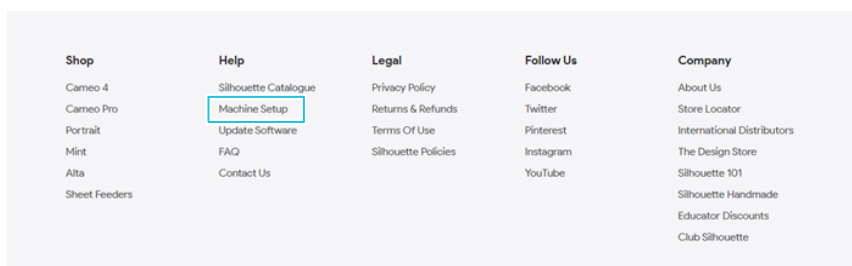 Shop
Cameo 4
Cameo Pro
Portrait
Mint
Alta
Sheet Feeders
Help
Silhouette Catalogue
Machine Setup
Update Software
FAQ
Contact Us
Legal
Privacy Policy
Returns & Refunds
Terms Of Use
Silhouette Policies
Follow Us
Facebook
Twitter
Pinterest
Instagram
YouTube
Company
About Us
Store Locator
International Distributors
The Design Store
Silhouette 101
Silhouette Handmade
Educator Discounts
Club Silhouette